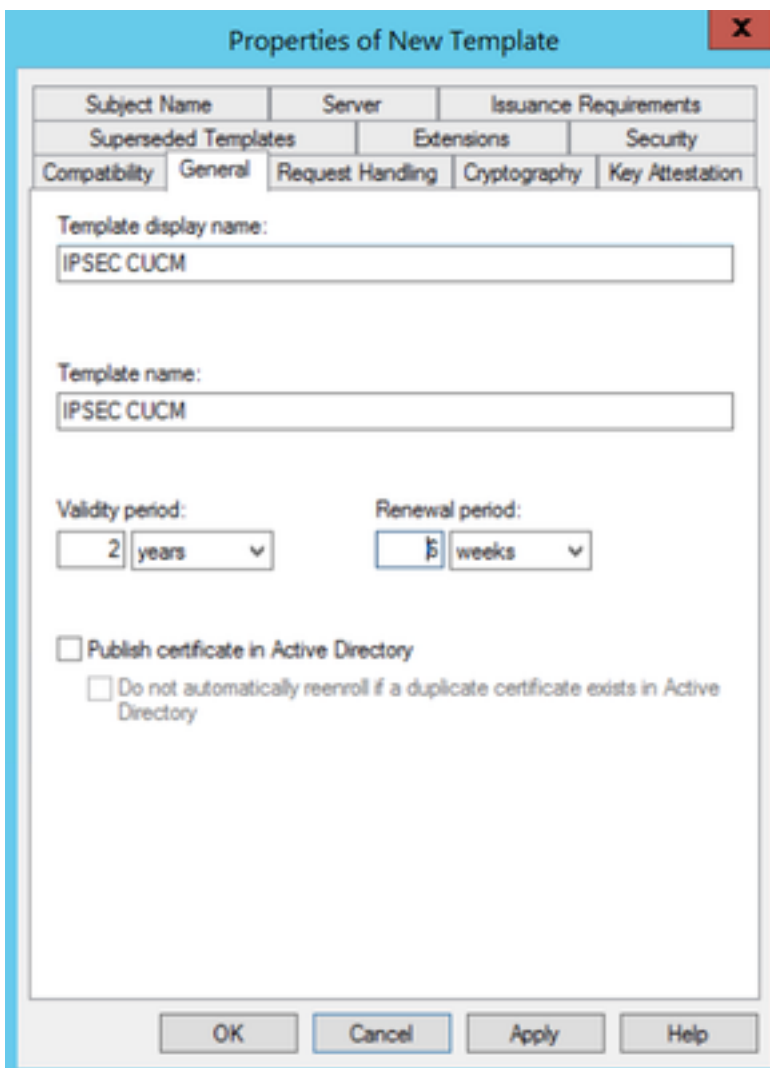 Properties of New Template
x
Subject Name Server Issuance Requirements
Superseded Templates Extensions Security
Compatibility General Request Handling Cryptography Key Attestation
Template display name:
IPSEC CUCM
Template name:
IPSEC CUCM
Validity period: Renewal period:
2 years 6 weeks
Publish certificate in Active Directory
Do not automatically reenroll if a duplicate certificate exists in Active
Directory
OK Cancel Apply Help